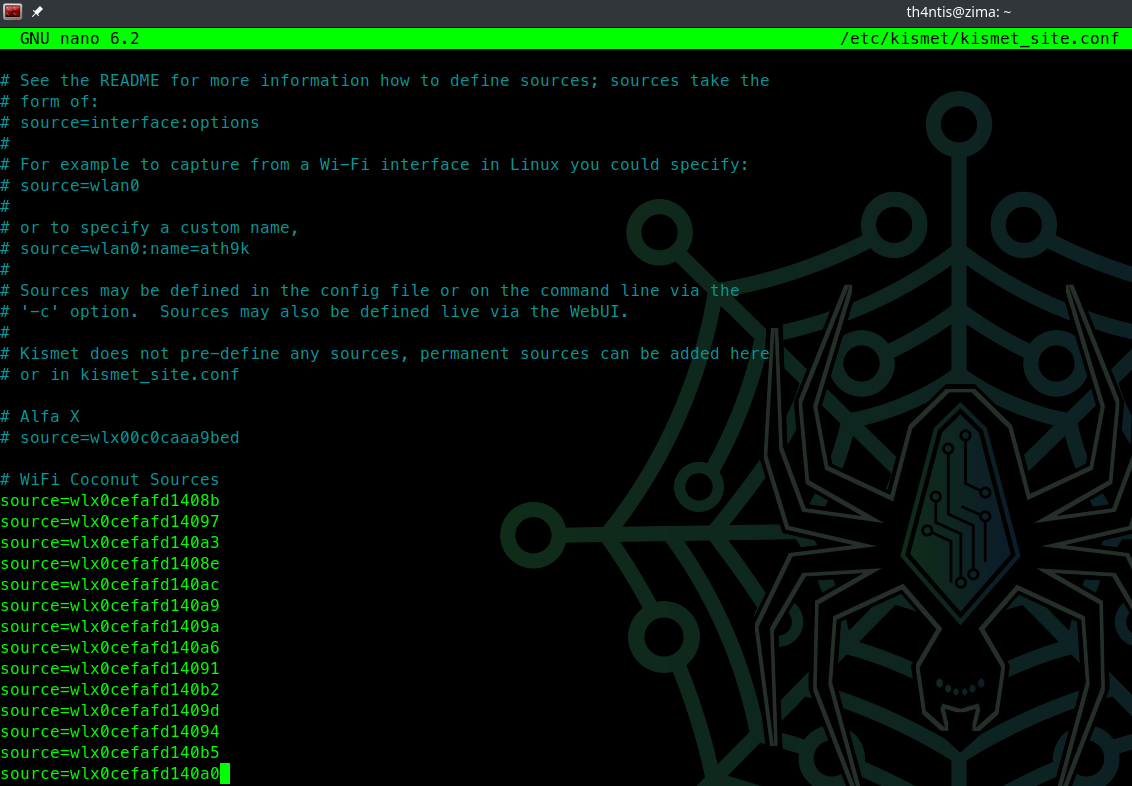 th4ntis@zima: ~
GNU nano 6.2 /etc/kismet/kismet_site.conf
# See the README for more information how to define sources; sources take the
# form of:
# source=interface:options
#
# For example to capture from a Wi-Fi interface in Linux you could specify:
# source=wlan0
#
# or to specify a custom name,
# source=wlan0:name=ath9k
#
# Sources may be defined in the config file or on the command line via the
# '-c' option.  Sources may also be defined live via the WebUI.
#
# Kismet does not pre-define any sources, permanent sources can be added here
# or in kismet_site.conf
# Alfa X
# source=wlx00c0caaa9bed
# WiFi Coconut Sources
source=wlx0cefafd1408b
source=wlx0cefafd14097
source=wlx0cefafd140a3
source=wlx0cefafd1408e
source=wlx0cefafd140ac
source=wlx0cefafd140a9
source=wlx0cefafd1409a
source=wlx0cefafd140a6
source=wlx0cefafd14091
source=wlx0cefafd140b2
source=wlx0cefafd1409d
source=wlx0cefafd14094
source=wlx0cefafd140b5
source=wlx0cefafd140a0